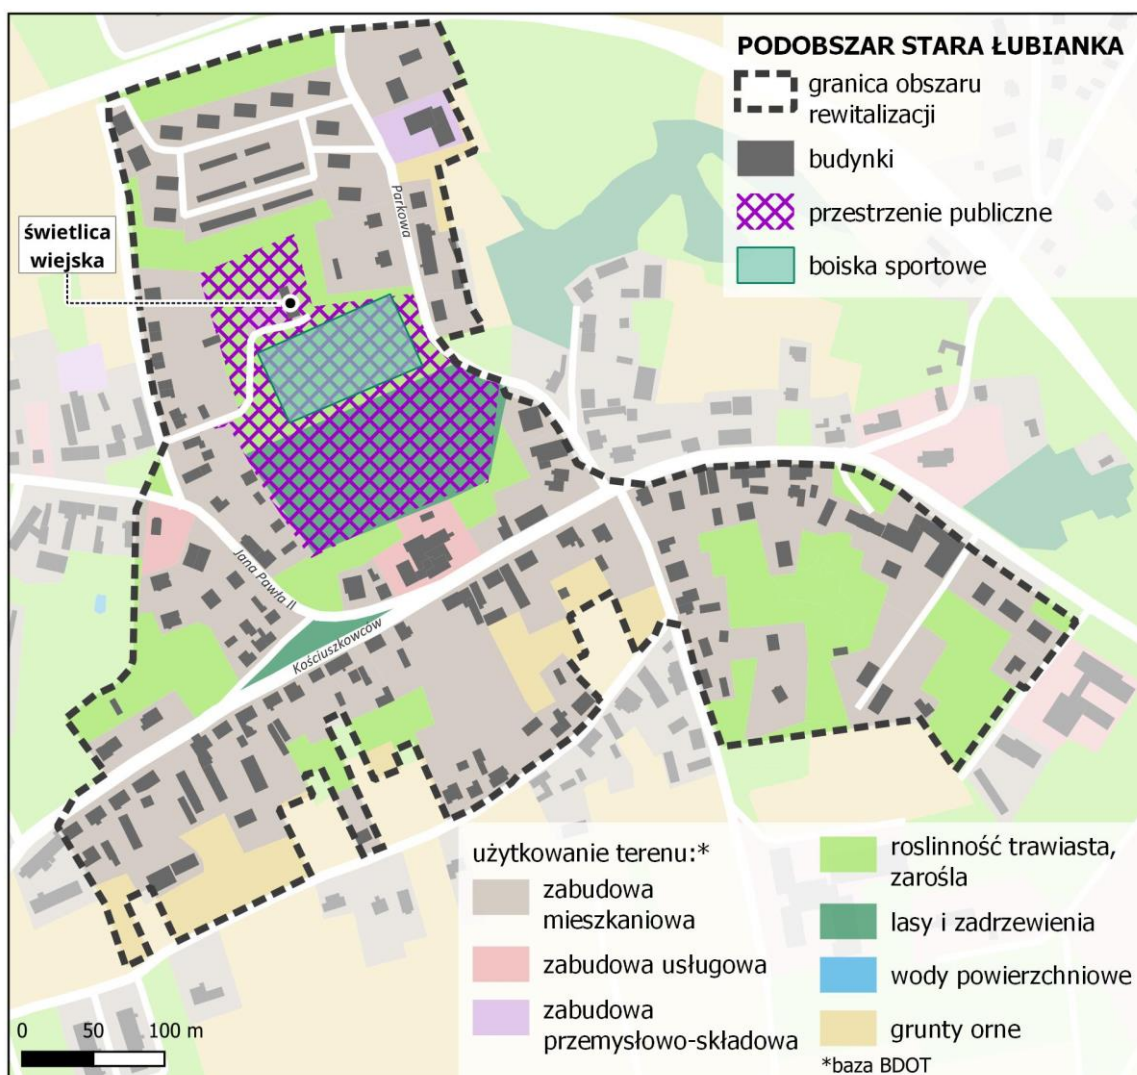 PODOBSZAR STARA ŁUBIANKA
granica obszaru
rewitalizacji
budynki
przestrzenie publiczne
boiska sportowe
Parkowa
świetlica
wiejska
Jana Pawła II
Kościuszkowców
użytkowanie terenu:*
zabudowa
mieszkaniowa
zabudowa usługowa
zabudowa
przemysłowo-składowa
roslinność trawiasta,
zarośla
lasy i zadrzewienia
wody powierzchniowe
grunty orne
*baza BDOT
0 50 100 m